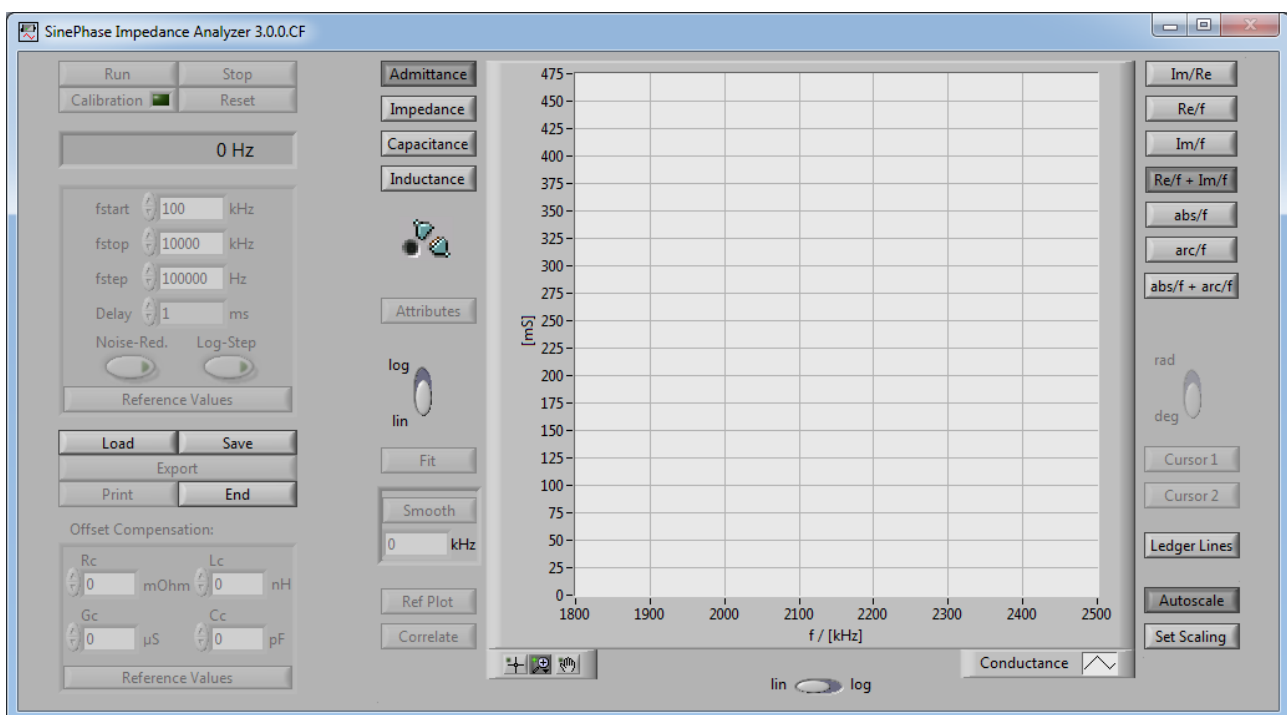 SinePhase Impedance Analyzer 3.0.0.CF
Run Stop
Calibration Reset
0 Hz
fstart 100 kHz
fstop 10000 kHz
fstep 100000 Hz
Delay 1 ms
Noise-Red. Log-Step
Reference Values
Load Save
Export
Print End
Offset Compensation:
Rc Lc
0 mOhm 0 nH
Gc Cc
0 µS 0 pF
Reference Values
Admittance
Impedance
Capacitance
Inductance
Attributes
log
lin
Fit
Smooth
0 kHz
Ref Plot
Correlate
[mS]
475
450
425
400
375
350
325
300
275
250
225
200
175
150
125
100
75
50
25
0
1800 1900 2000 2100 2200 2300 2400 2500
f / [kHz]
Conductance
lin log
Im/Re
Re/f
Im/f
Re/f + Im/f
abs/f
arc/f
abs/f + arc/f
rad
deg
Cursor 1
Cursor 2
Ledger Lines
Autoscale
Set Scaling